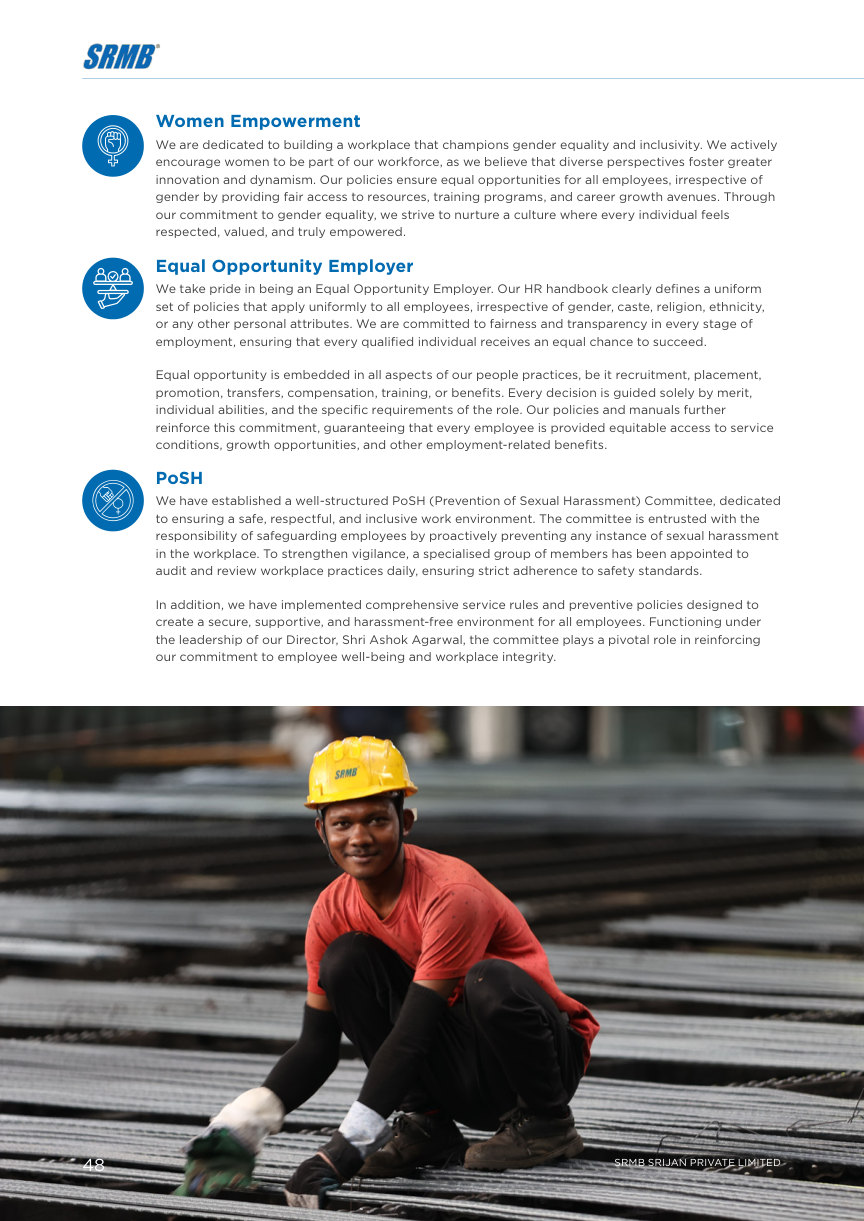 SRMB
Women Empowerment
We are dedicated to building a workplace that champions gender equality and inclusivity. We actively
encourage women to be part of our workforce, as we believe that diverse perspectives foster greater
innovation and dynamism. Our policies ensure equal opportunities for all employees, irrespective of
gender by providing fair access to resources, training programs, and career growth avenues. Through
our commitment to gender equality, we strive to nurture a culture where every individual feels
respected, valued, and truly empowered.
Equal Opportunity Employer
We take pride in being an Equal Opportunity Employer. Our HR handbook clearly defines a uniform
set of policies that apply uniformly to all employees, irrespective of gender, caste, religion, ethnicity,
or any other personal attributes. We are committed to fairness and transparency in every stage of
employment, ensuring that every qualified individual receives an equal chance to succeed.
Equal opportunity is embedded in all aspects of our people practices, be it recruitment, placement,
promotion, transfers, compensation, training, or benefits. Every decision is guided solely by merit,
individual abilities, and the specific requirements of the role. Our policies and manuals further
reinforce this commitment, guaranteeing that every employee is provided equitable access to service
conditions, growth opportunities, and other employment-related benefits.
PoSH
We have established a well-structured PoSH (Prevention of Sexual Harassment) Committee, dedicated
to ensuring a safe, respectful, and inclusive work environment. The committee is entrusted with the
responsibility of safeguarding employees by proactively preventing any instance of sexual harassment
in the workplace. To strengthen vigilance, a specialised group of members has been appointed to
audit and review workplace practices daily, ensuring strict adherence to safety standards.
In addition, we have implemented comprehensive service rules and preventive policies designed to
create a secure, supportive, and harassment-free environment for all employees. Functioning under
the leadership of our Director, Shri Ashok Agarwal, the committee plays a pivotal role in reinforcing
our commitment to employee well-being and workplace integrity.
SRMB
48
SRMB SRIJAN PRIVATE LIMITED